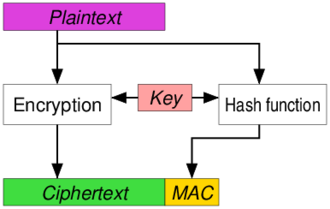 Plaintext
Encryption
Key
Hash function
Ciphertext
MAC